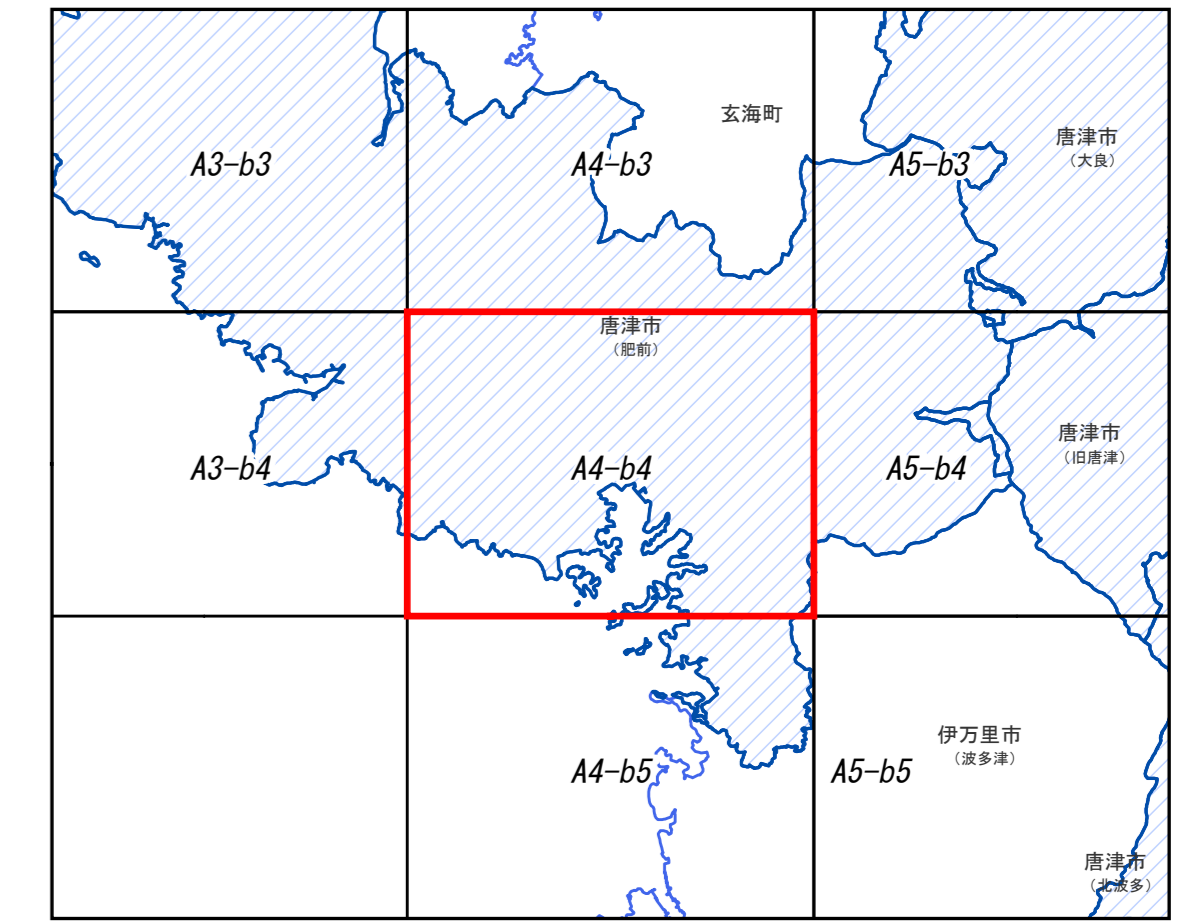 玄海町
唐津市
（大良）
A3-b3
A4-b3
A5-b3
唐津市
（肥前）
唐津市
（旧唐津）
A3-b4
A4-b4
A5-b4
伊万里市
（波多津）
A4-b5
A5-b5
唐津市
（北波多）